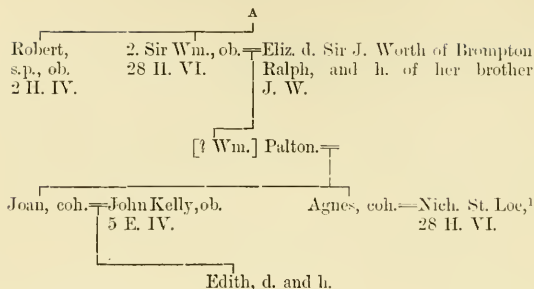 A
Robert, s.p., ob. 2 H. IV.
2. Sir Wm., ob. 28 H. VI.
Eliz. d. Sir J. Worth of Brompton Ralph, and h. of her brother J. W.
[? Wm.] Palton.
Joan, coh.
John Kelly, ob. 5 E. IV.
Agnes, coh.
Nich. St. Loe,¹ 28 H. VI.
Edith, d. and h.